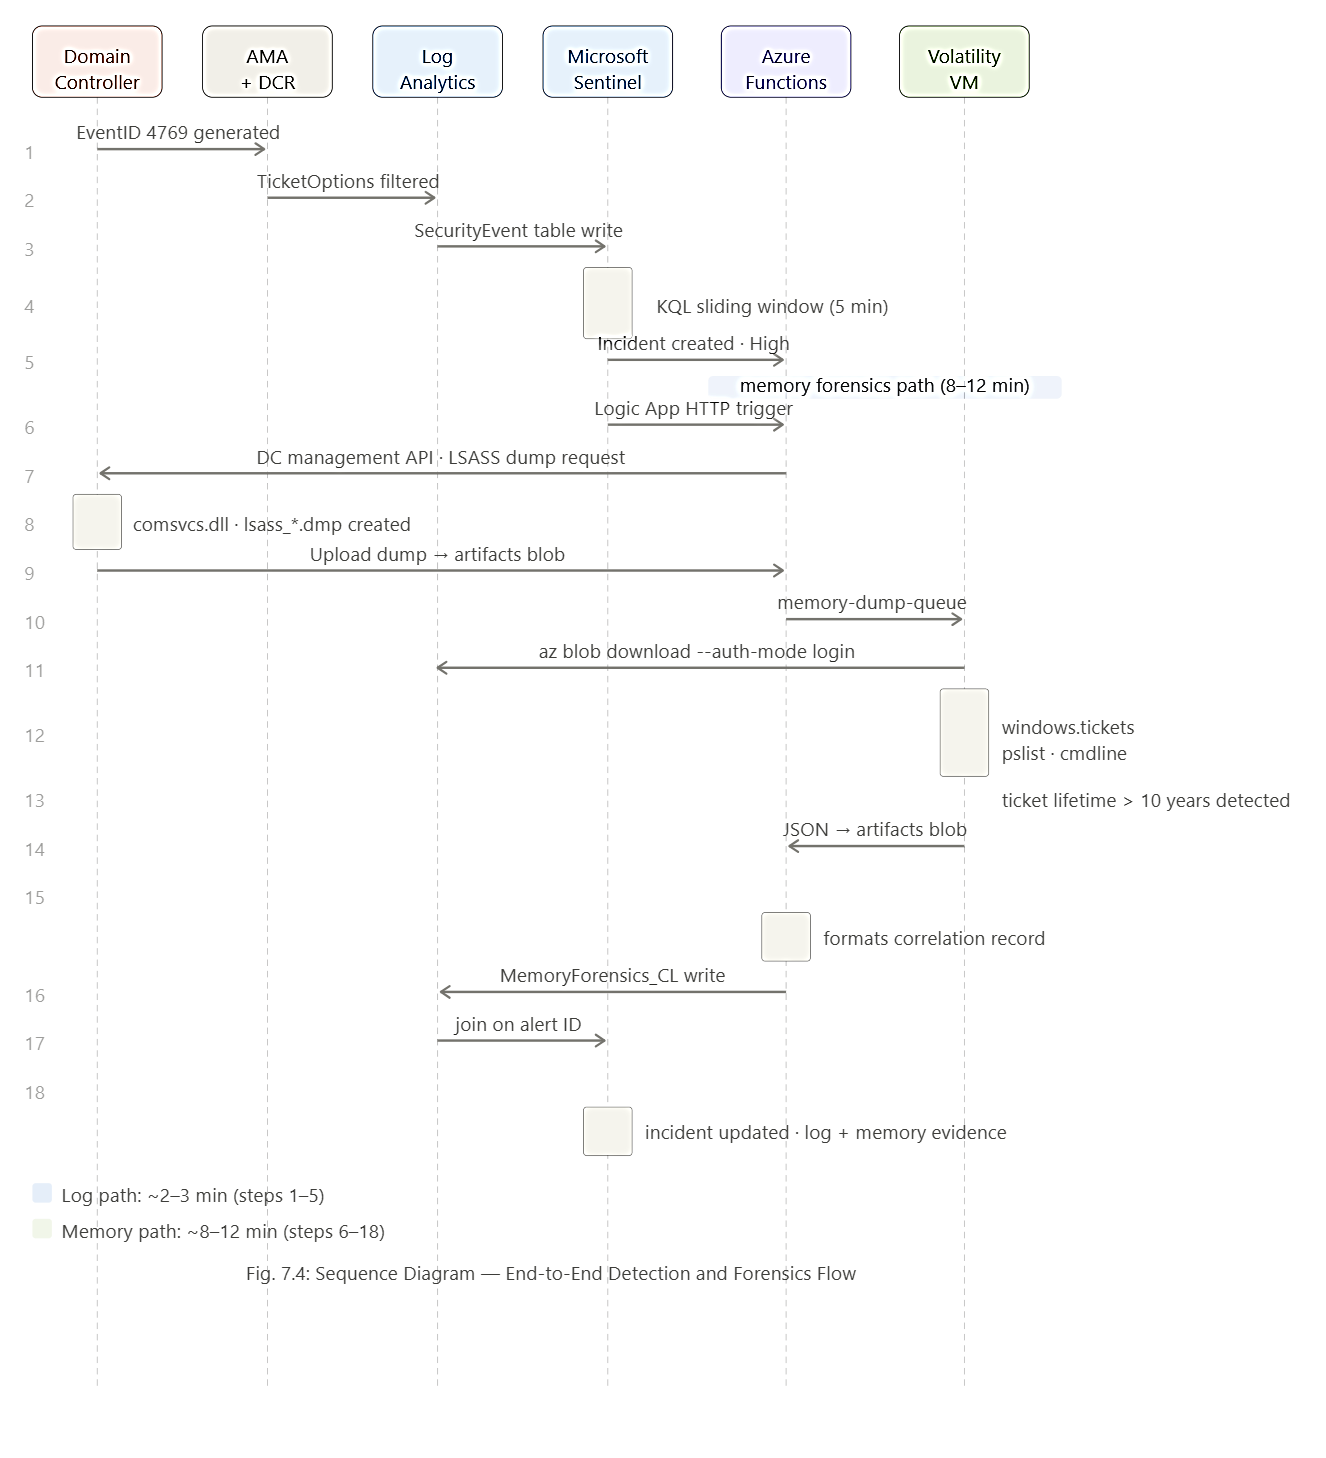 Domain
Controller
AMA
+ DCR
Log
Analytics
Microsoft
Sentinel
Azure
Functions
Volatility
VM
EventID 4769 generated
1
TicketOptions filtered
2
SecurityEvent table write
3
4
KQL sliding window (5 min)
Incident created · High
5
memory forensics path (8–12 min)
Logic App HTTP trigger
6
DC management API · LSASS dump request
7
8
comsvcs.dll · lsass_*.dmp created
Upload dump → artifacts blob
9
memory-dump-queue
10
az blob download --auth-mode login
11
windows.tickets
12
pslist · cmdline
13
ticket lifetime > 10 years detected
JSON → artifacts blob
14
15
formats correlation record
MemoryForensics_CL write
16
join on alert ID
17
18
incident updated · log + memory evidence
Log path: ~2–3 min (steps 1–5)
Memory path: ~8–12 min (steps 6–18)
Fig. 7.4: Sequence Diagram — End-to-End Detection and Forensics Flow